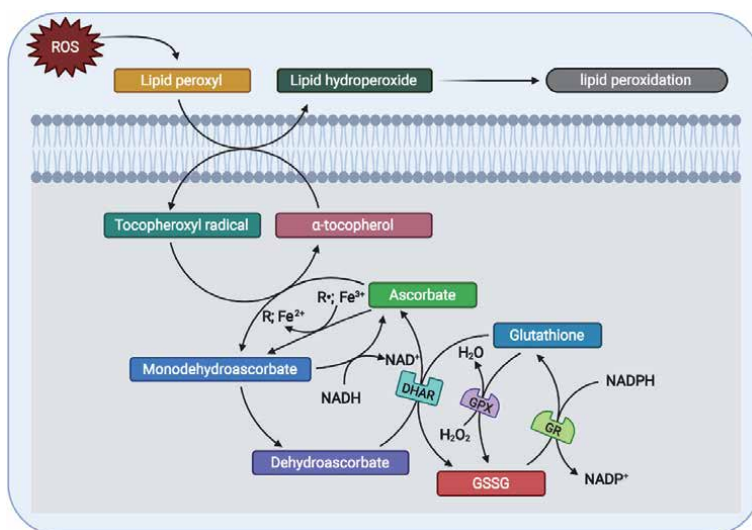 ROS
Lipid peroxyl
Lipid hydroperoxide
lipid peroxidation
Tocopheroxyl radical
α-tocopherol
Ascorbate
R•; Fe³⁺
R; Fe²⁺
Glutathione
H₂O
Monodehydroascorbate
NAD⁺
NADH
DHAR
GPX
NADPH
GR
H₂O₂
Dehydroascorbate
GSSG
NADP⁺